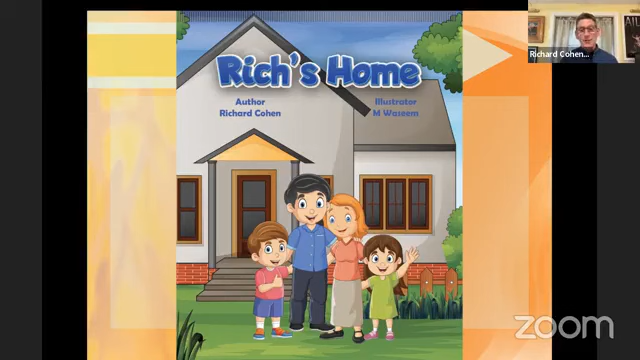 Rich's Home
Author
Richard Cohen
Illustrator
M Waseem
Richard Cohen...
zoom